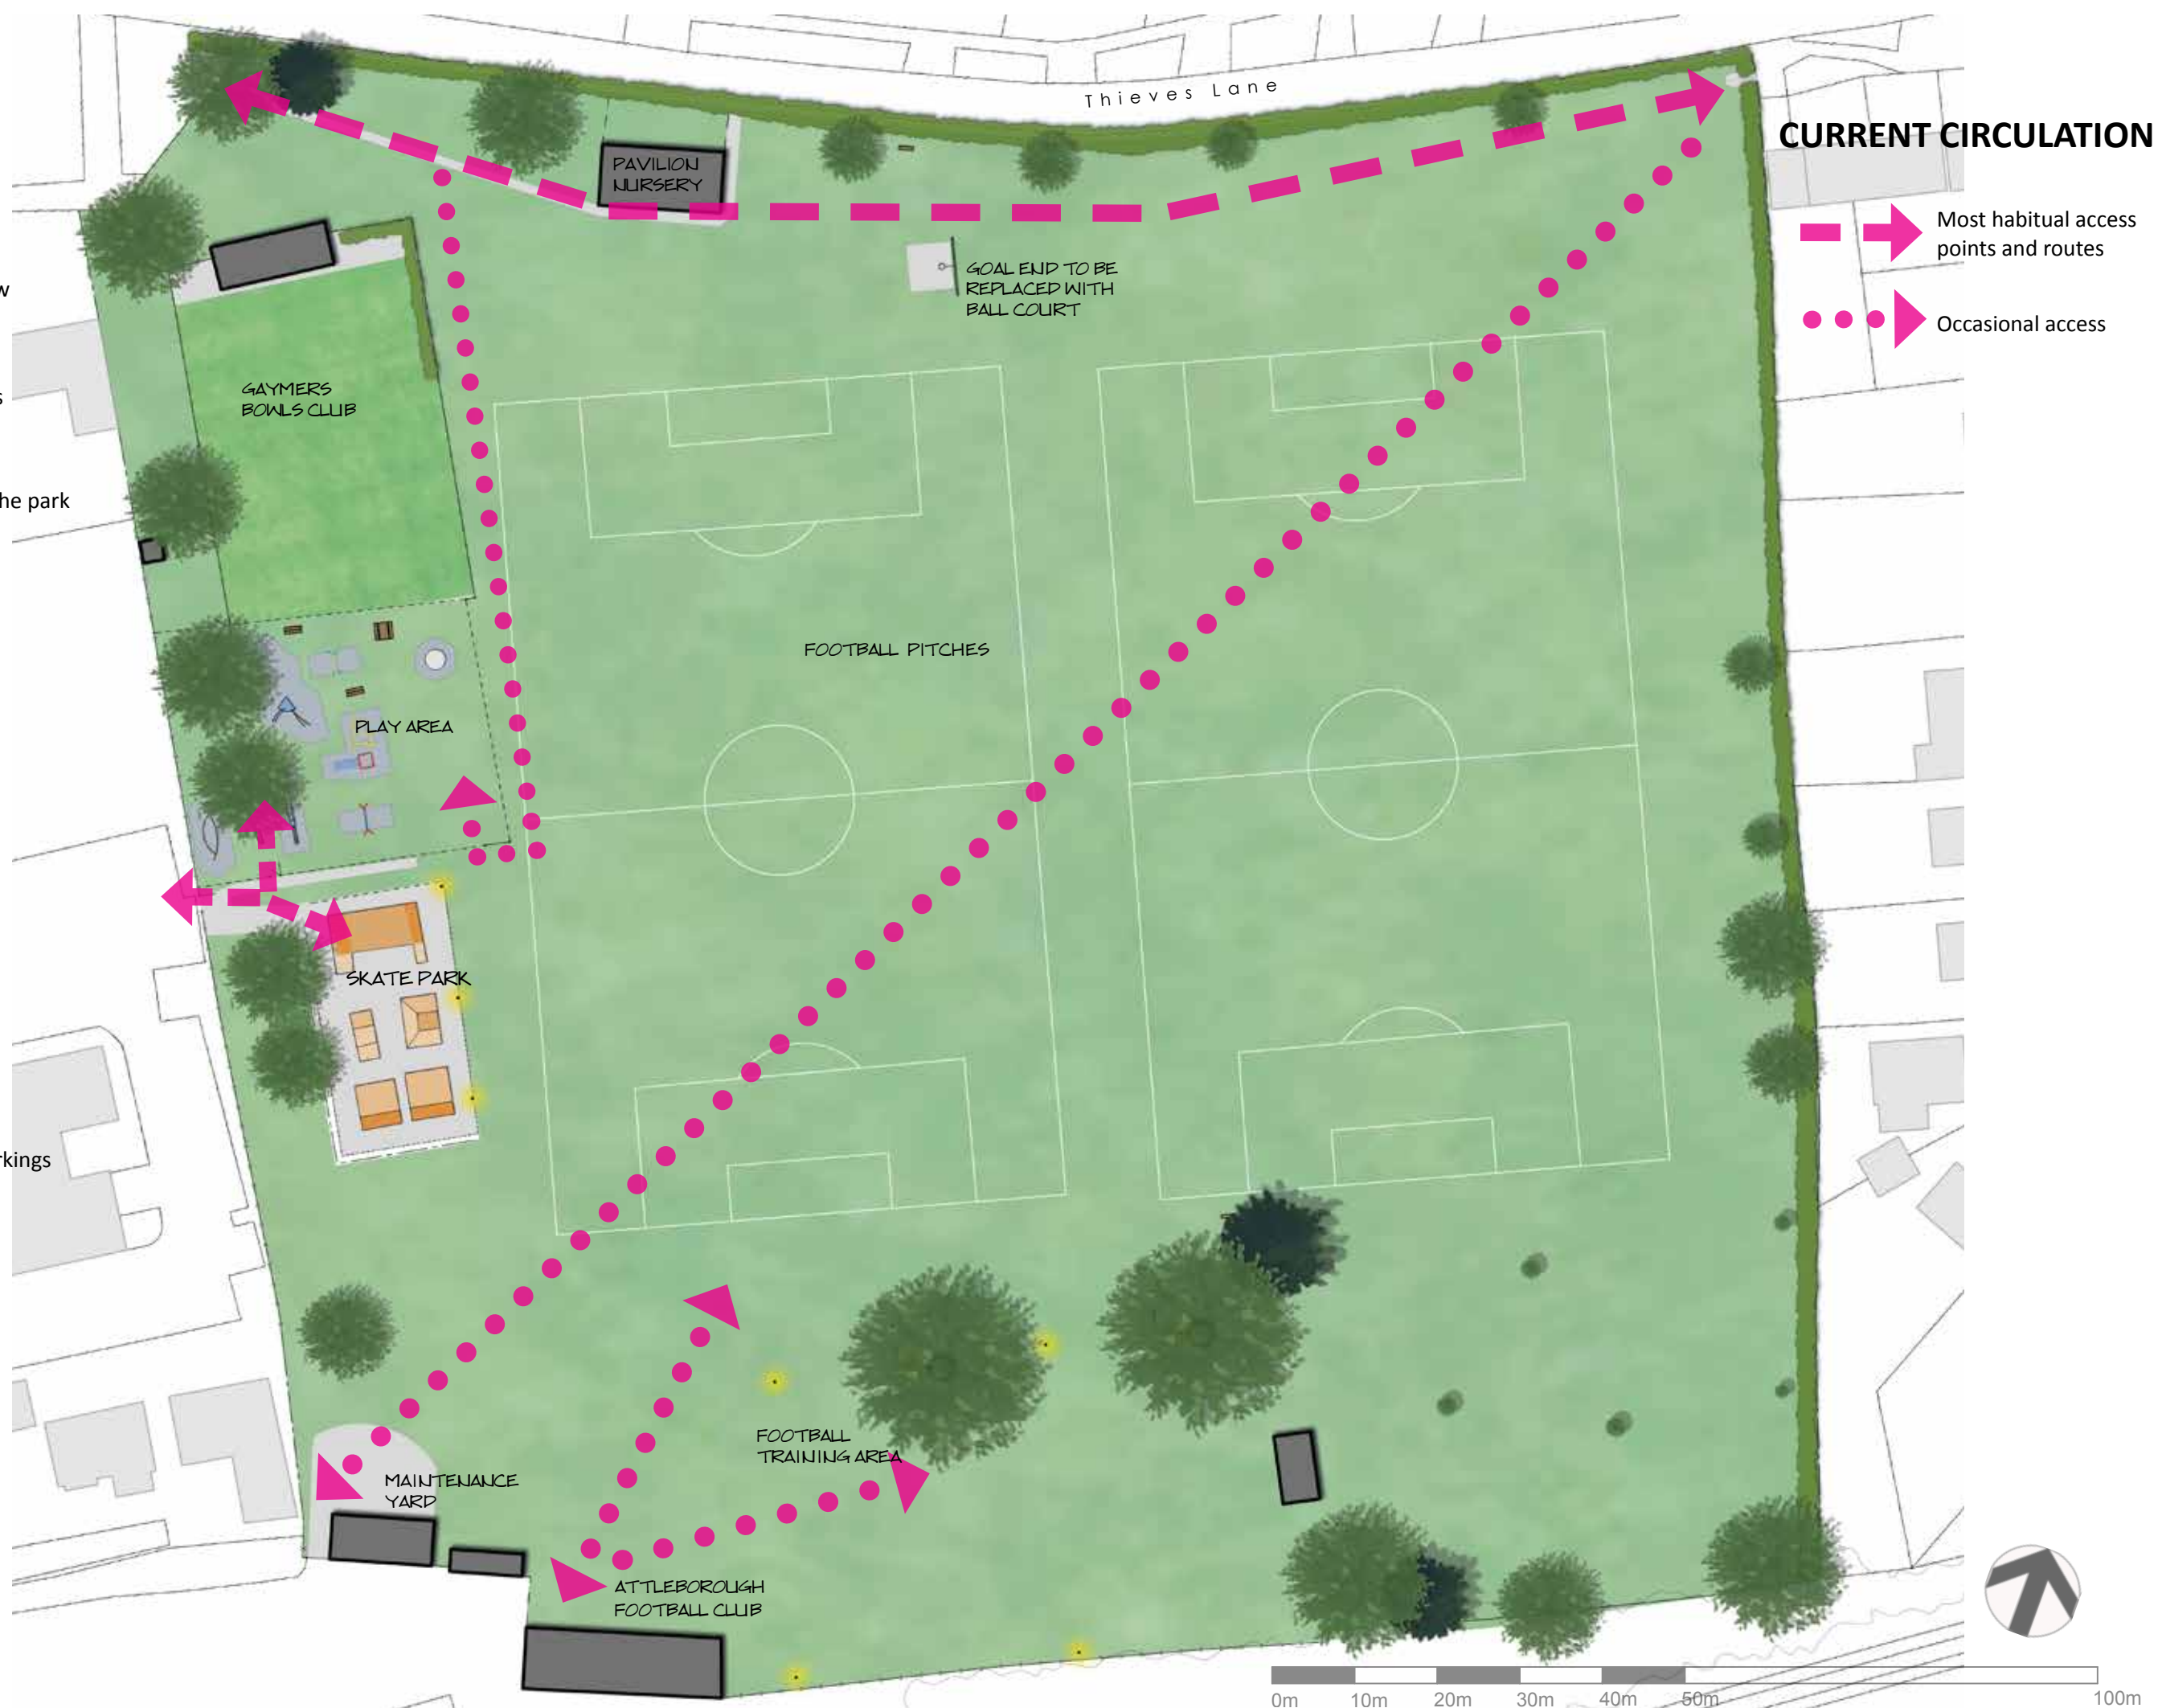 Thieves Lane
CURRENT CIRCULATION
Most habitual access
points and routes
Occasional access
PAVILION
NURSERY
GOAL END TO BE
REPLACED WITH
BALL COURT
GAYMERS
BOWLS CLUB
he park
FOOTBALL PITCHES
PLAY AREA
SKATE PARK
rkings
FOOTBALL
TRAINING AREA
MAINTENANCE
YARD
ATTLEBOROUGH
FOOTBALL CLUB
0m 10m 20m 30m 40m 50m 100m